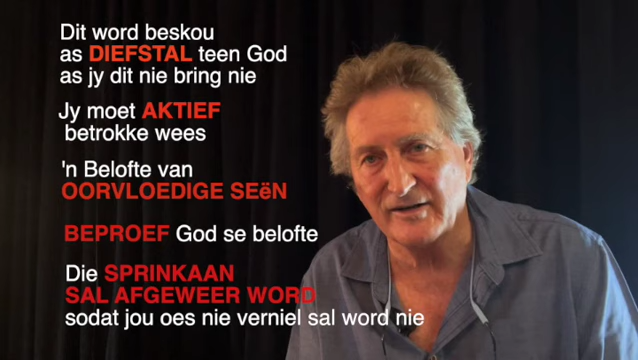 Dit word beskou
as DIEFSTAL teen God
as jy dit nie bring nie
Jy moet AKTIEF
betrokke wees
'n Belofte van
OORVLOEDIGE SEëN
BEPROEF God se belofte
Die SPRINKAAN
SAL AFGEWEER WORD
sodat jou oes nie verniel sal word nie